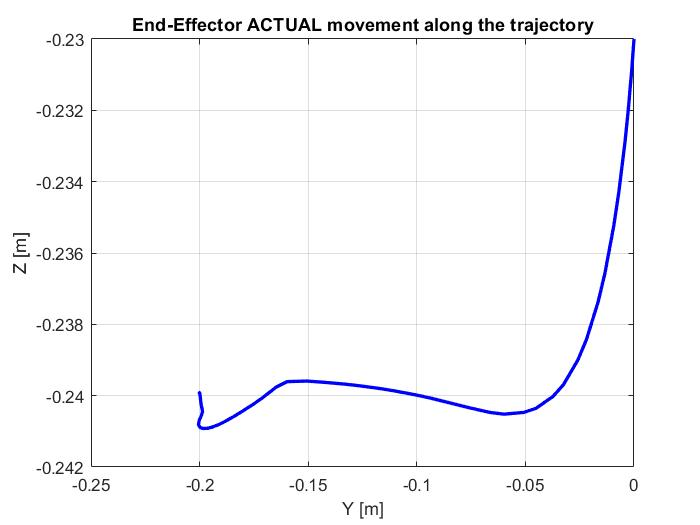 End-Effector ACTUAL movement along the trajectory
-0.23
-0.232
-0.234
-0.236
-0.238
-0.24
-0.242
Z [m]
-0.25 -0.2 -0.15 -0.1 -0.05 0
Y [m]